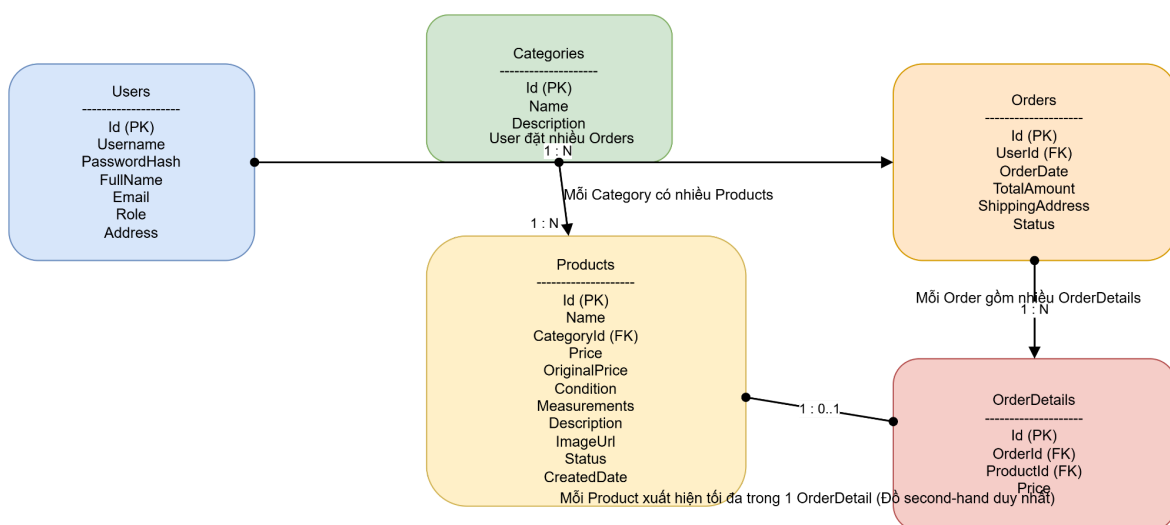 Users
--------------------
Id (PK)
Username
PasswordHash
FullName
Email
Role
Address
Categories
--------------------
Id (PK)
Name
Description
User đặt nhiều Orders
1 : N
Mỗi Category có nhiều Products
1 : N
Orders
--------------------
Id (PK)
UserId (FK)
OrderDate
TotalAmount
ShippingAddress
Status
Mỗi Order gồm nhiều OrderDetails
1 : N
Products
--------------------
Id (PK)
Name
CategoryId (FK)
Price
OriginalPrice
Condition
Measurements
Description
ImageUrl
Status
CreatedDate
1 : 0..1
OrderDetails
--------------------
Id (PK)
OrderId (FK)
ProductId (FK)
Price
Mỗi Product xuất hiện tối đa trong 1 OrderDetail (Đồ second-hand duy nhất)